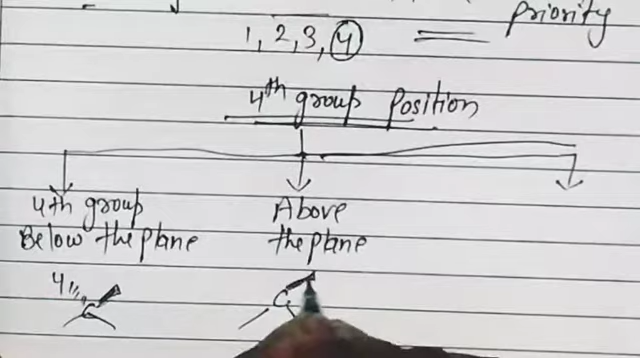 priority
1, 2, 3, 4
4th group Position
4th group
Below the plane
Above
the plane
4
C
C